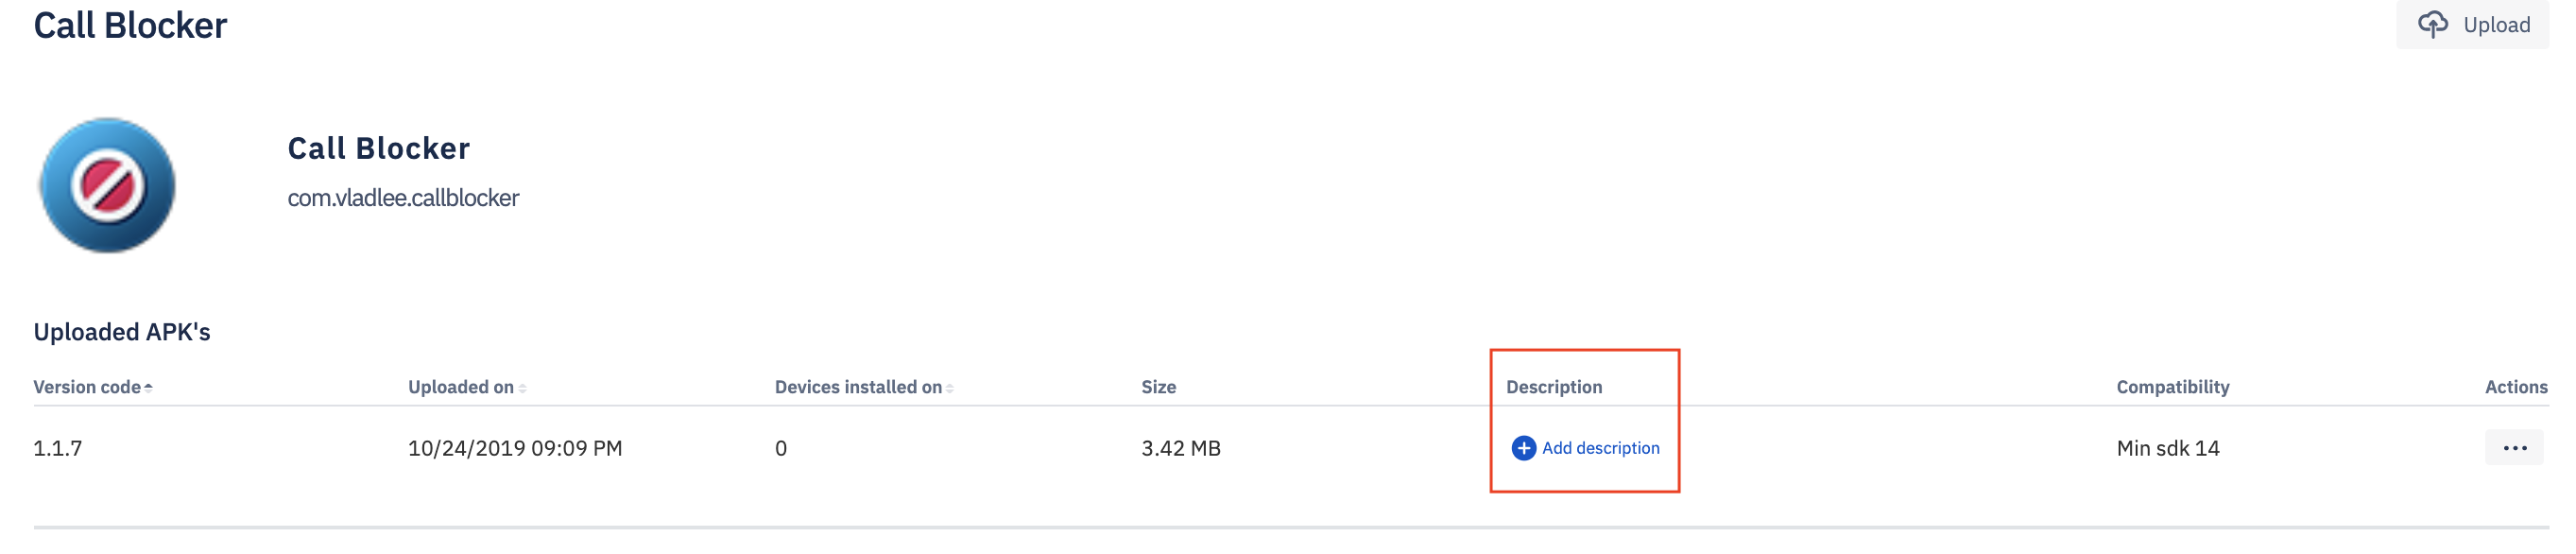 Call Blocker
Upload
Call Blocker
com.vladlee.callblocker
Uploaded APK's
Version code Uploaded on Devices installed on Size Description Compatibility Actions
1.1.7 10/24/2019 09:09 PM 0 3.42 MB Add description Min sdk 14